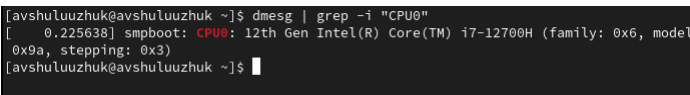 [avshuluuzhuk@avshuluuzhuk ~]$ dmesg | grep -i "CPU0"
[    0.225638] smpboot: CPU0: 12th Gen Intel(R) Core(TM) i7-12700H (family: 0x6, model
0x9a, stepping: 0x3)
[avshuluuzhuk@avshuluuzhuk ~]$